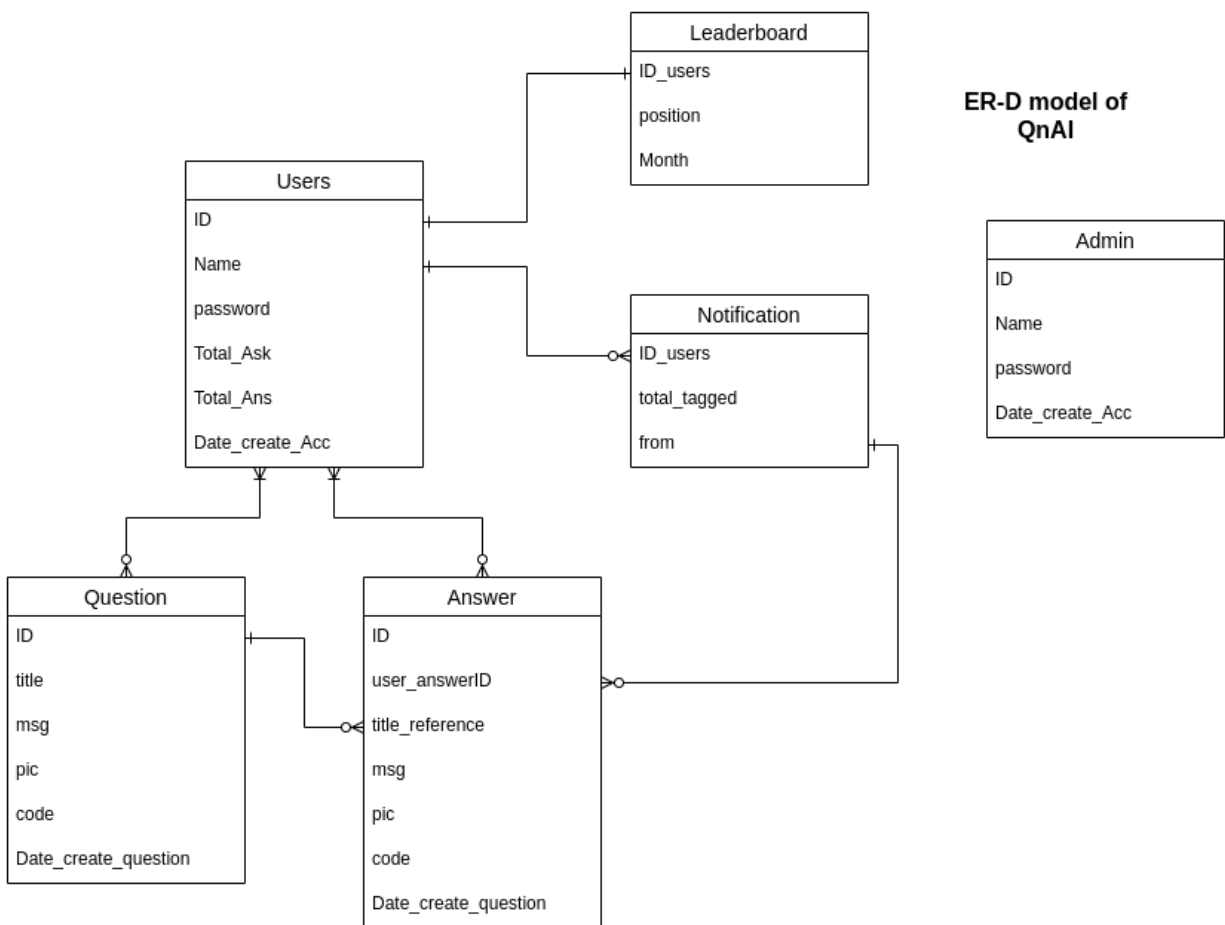 Leaderboard
ID_users
position
Month
ER-D model of
QnAI
Users
ID
Name
password
Total_Ask
Total_Ans
Date_create_Acc
Notification
ID_users
total_tagged
from
Admin
ID
Name
password
Date_create_Acc
Question
ID
title
msg
pic
code
Date_create_question
Answer
ID
user_answerID
title_reference
msg
pic
code
Date_create_question